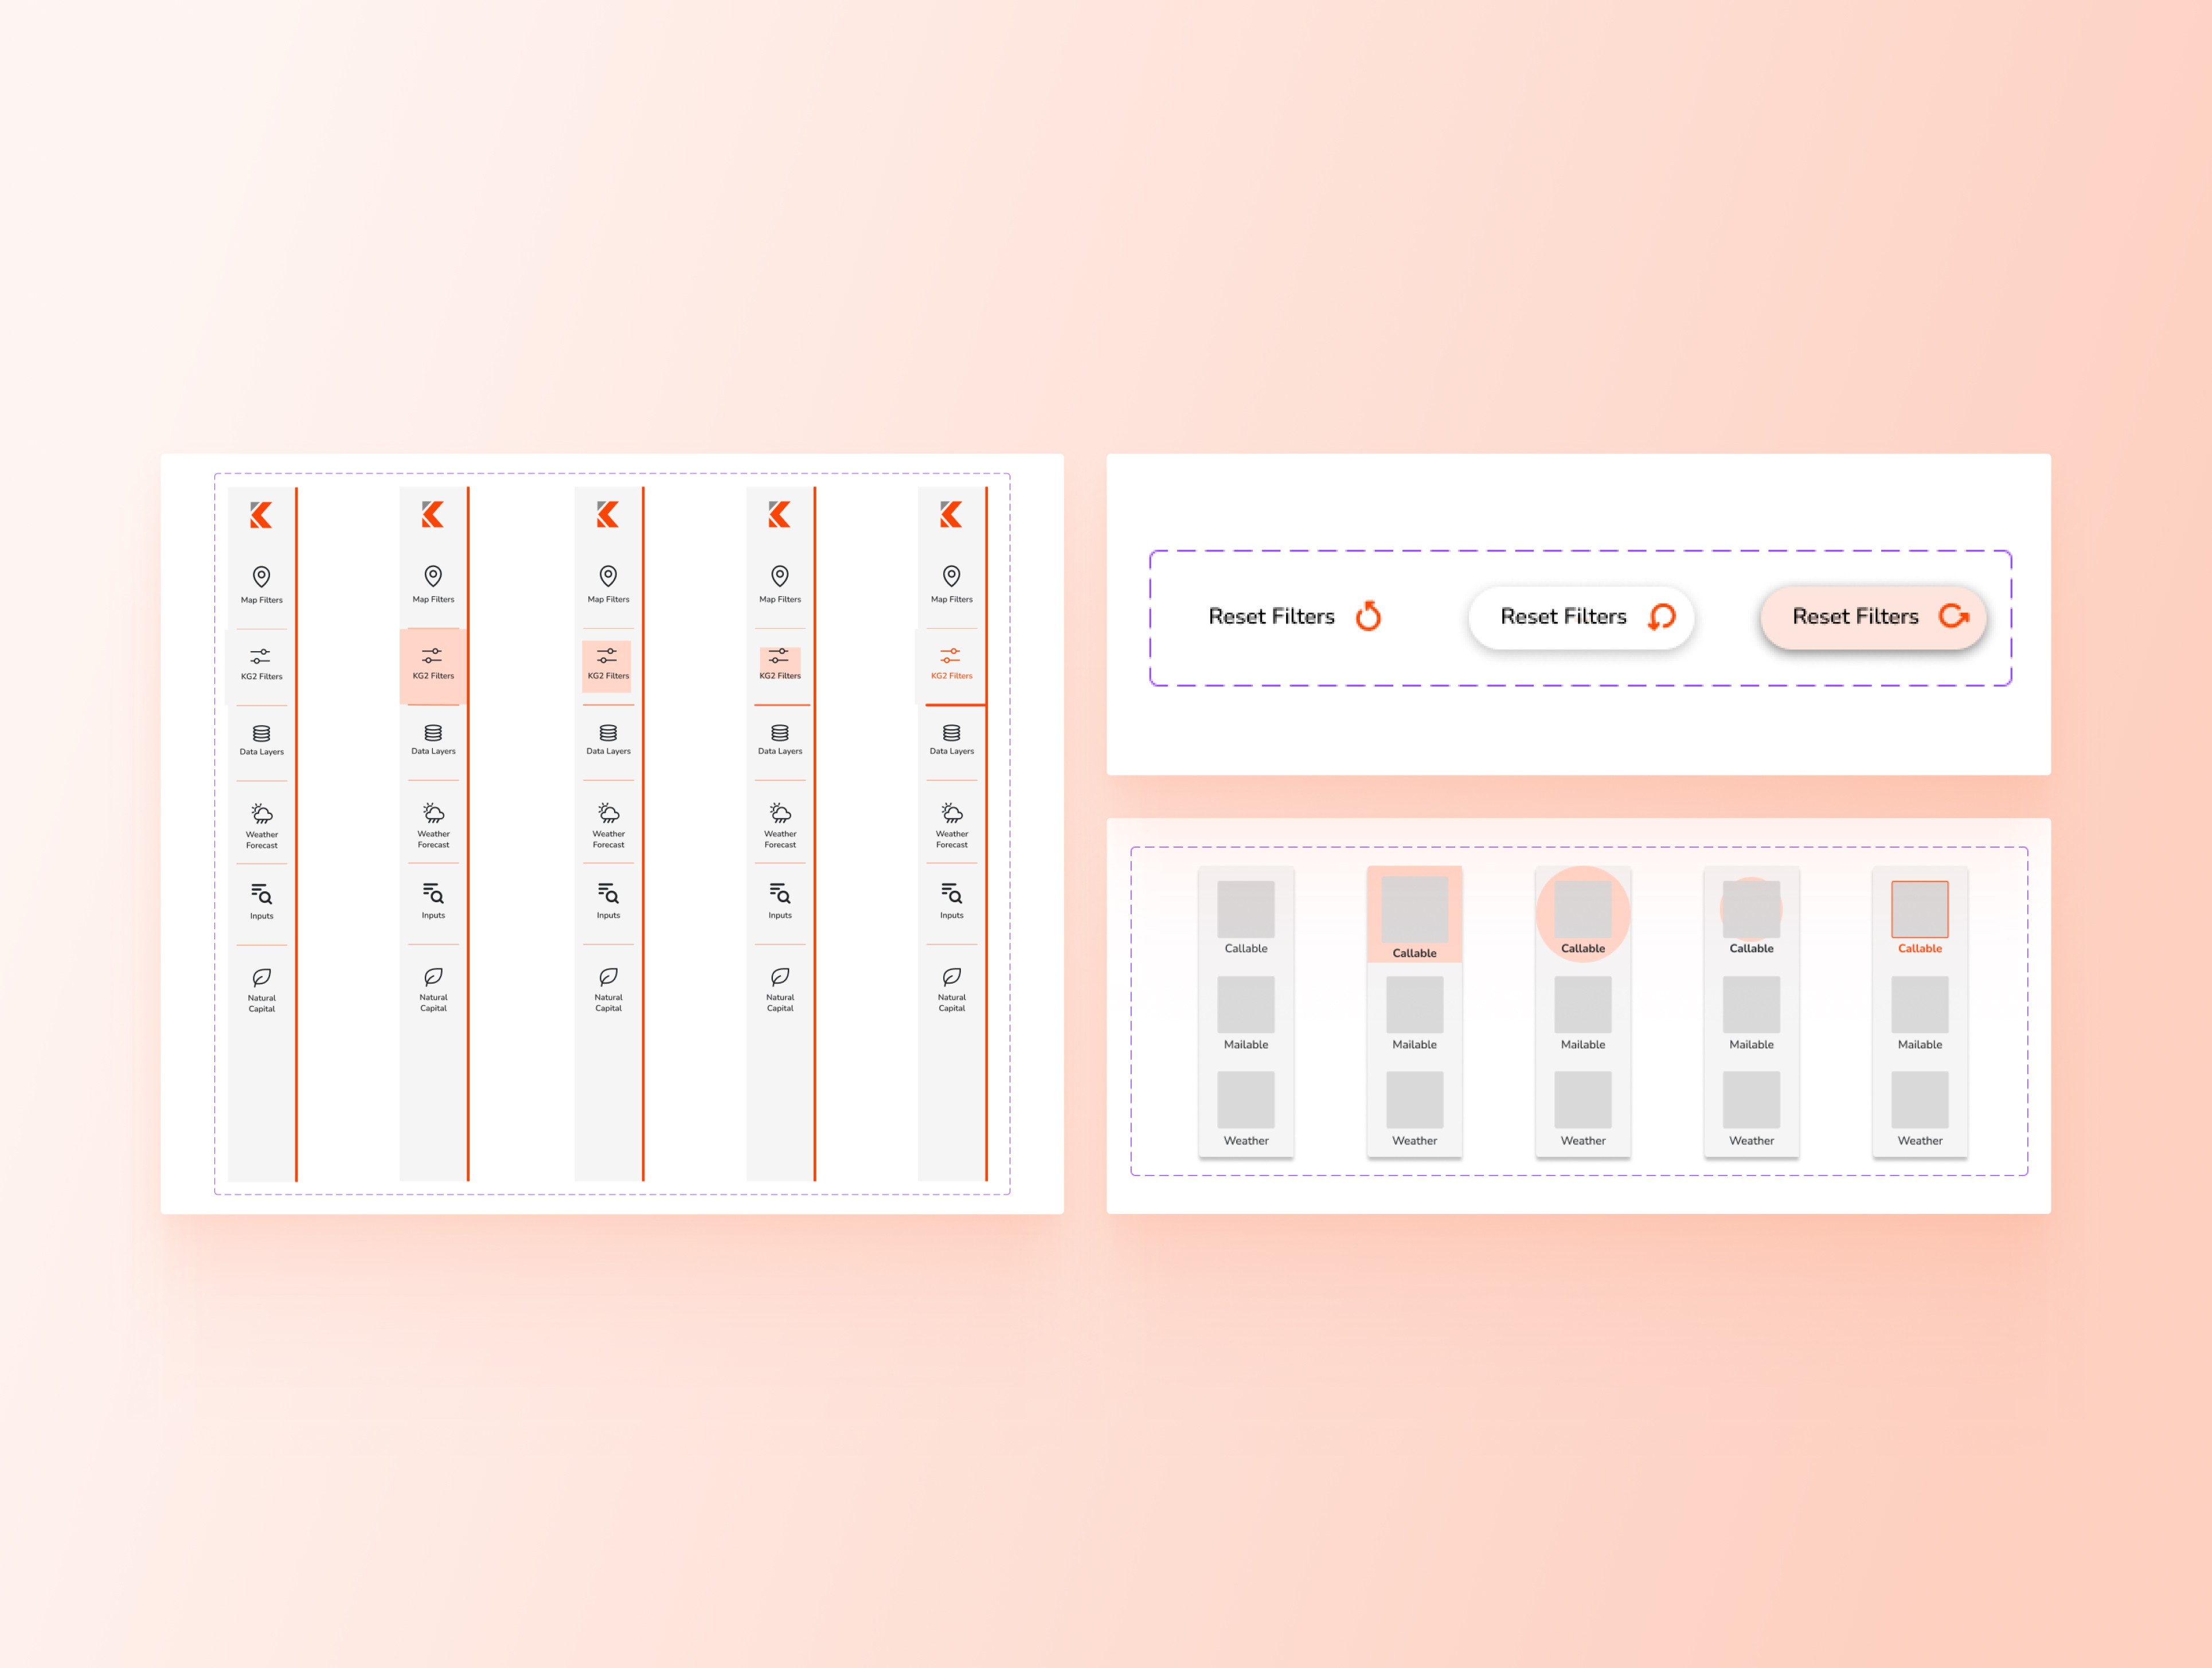 Map Filters
KG2 Filters
Data Layers
Weather
Forecast
Inputs
Natural
Capital
Map Filters
KG2 Filters
Data Layers
Weather
Forecast
Inputs
Natural
Capital
Map Filters
KG2 Filters
Data Layers
Weather
Forecast
Inputs
Natural
Capital
Map Filters
KG2 Filters
Data Layers
Weather
Forecast
Inputs
Natural
Capital
Map Filters
KG2 Filters
Data Layers
Weather
Forecast
Inputs
Natural
Capital
Reset Filters
Reset Filters
Reset Filters
Callable
Mailable
Weather
Callable
Mailable
Weather
Callable
Mailable
Weather
Callable
Mailable
Weather
Callable
Mailable
Weather